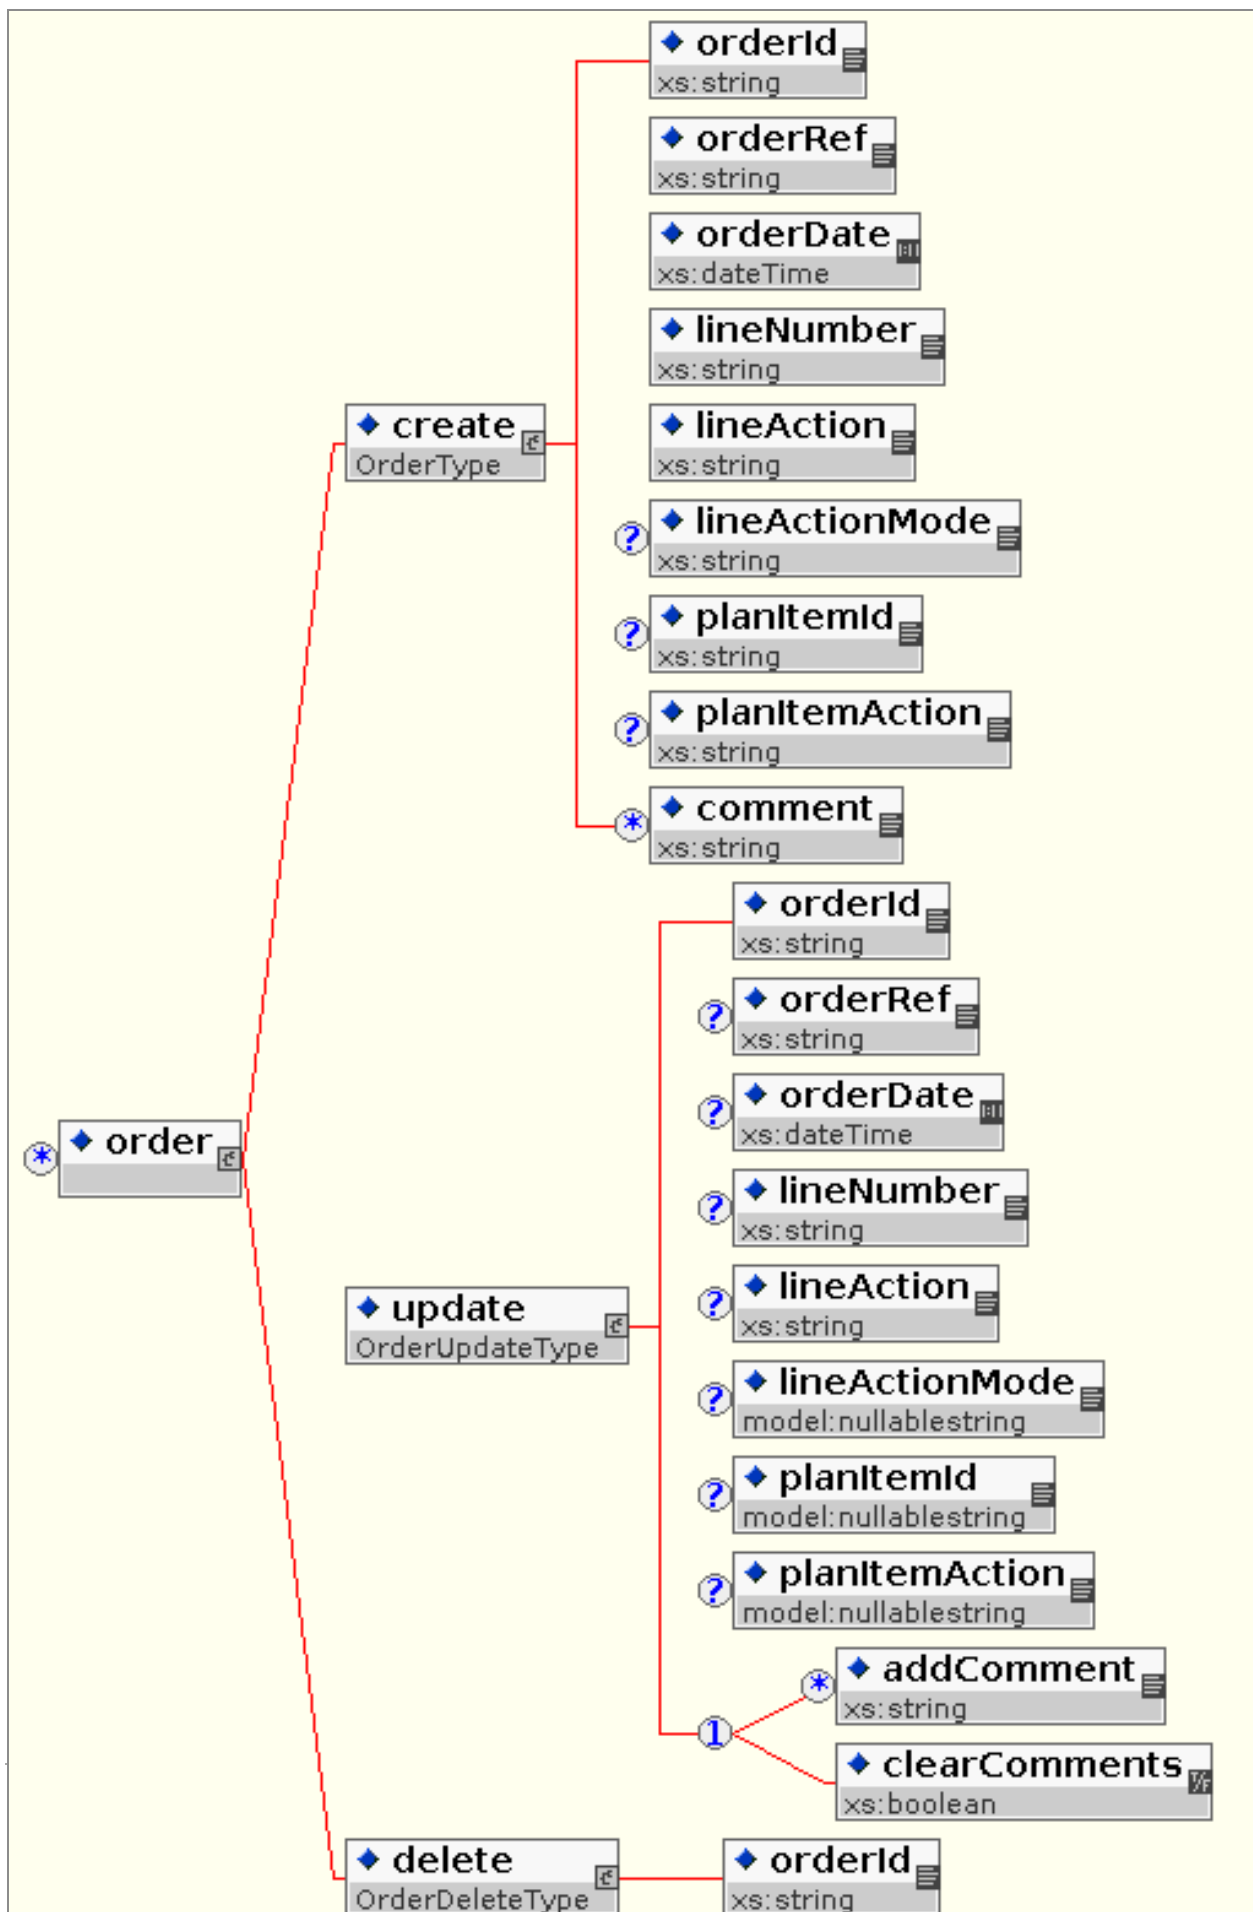 orderId
xs:string
orderRef
xs:string
orderDate
xs:dateTime
lineNumber
xs:string
create
OrderType
lineAction
xs:string
?
lineActionMode
xs:string
?
planItemId
xs:string
?
planItemAction
xs:string
*
comment
xs:string
orderId
xs:string
?
orderRef
xs:string
?
orderDate
xs:dateTime
*
order
?
lineNumber
xs:string
update
OrderUpdateType
?
lineAction
xs:string
?
lineActionMode
model:nullablestring
?
planItemId
model:nullablestring
?
planItemAction
model:nullablestring
*
addComment
xs:string
1
clearComments
T/F
xs:boolean
delete
OrderDeleteType
orderId
xs:string